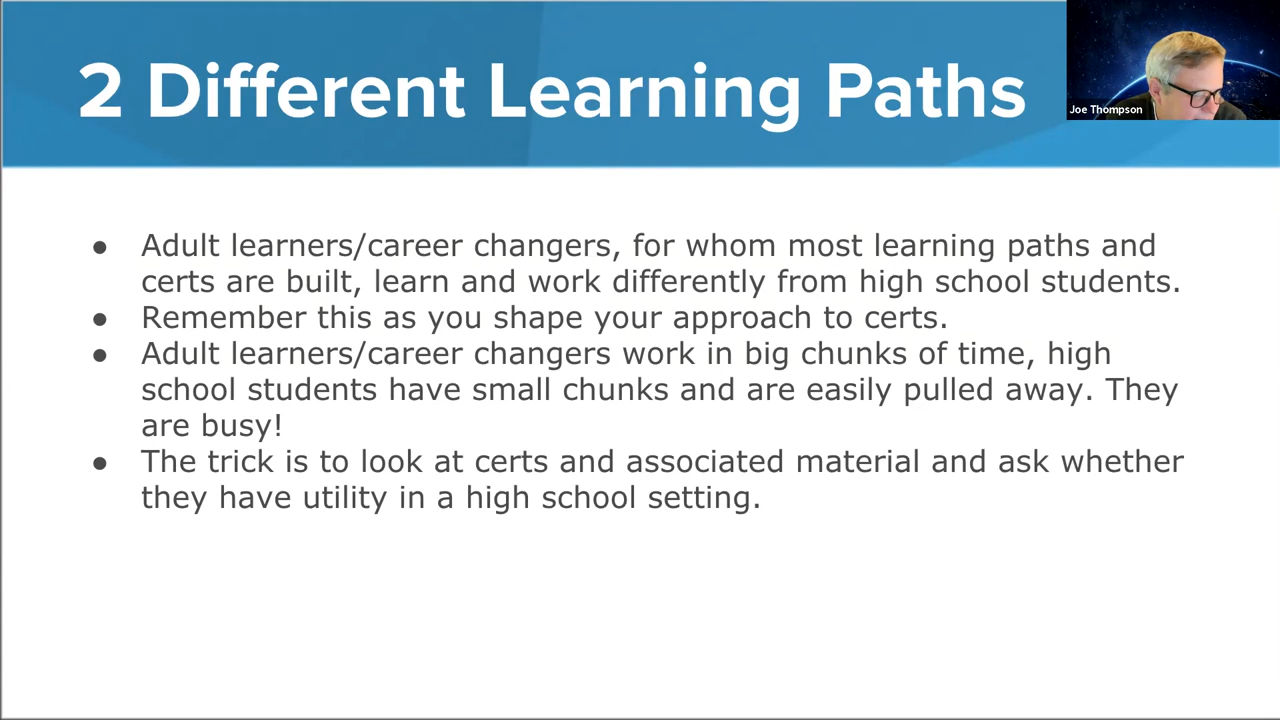 2 Different Learning Paths
Joe Thompson
● Adult learners/career changers, for whom most learning paths and
certs are built, learn and work differently from high school students.
● Remember this as you shape your approach to certs.
● Adult learners/career changers work in big chunks of time, high
school students have small chunks and are easily pulled away. They
are busy!
● The trick is to look at certs and associated material and ask whether
they have utility in a high school setting.